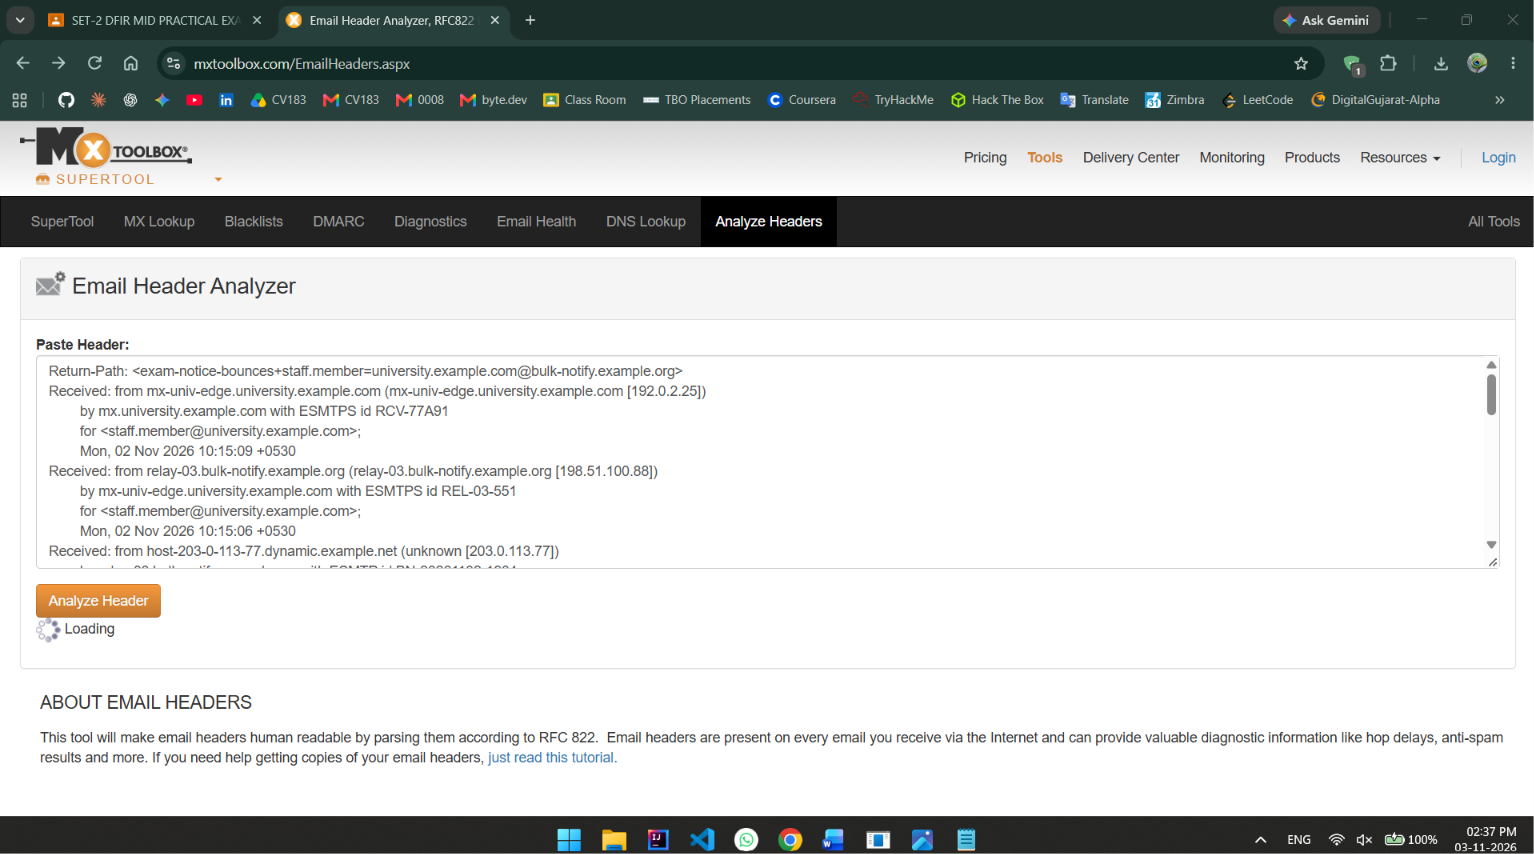 SET-2 DFIR MID PRACTICAL EXA
Email Header Analyzer, RFC822
Ask Gemini
mxtoolbox.com/EmailHeaders.aspx
1
CV183
CV183
0008
byte.dev
Class Room
TBO Placements
Coursera
TryHackMe
Hack The Box
Translate
31
Zimbra
LeetCode
DigitalGujarat-Alpha
MX TOOLBOX®
SUPERTOOL
Pricing
Tools
Delivery Center
Monitoring
Products
Resources
Login
SuperTool
MX Lookup
Blacklists
DMARC
Diagnostics
Email Health
DNS Lookup
Analyze Headers
All Tools
Email Header Analyzer
Paste Header:
Return-Path: <exam-notice-bounces+staff.member=university.example.com@bulk-notify.example.org>
Received: from mx-univ-edge.university.example.com (mx-univ-edge.university.example.com [192.0.2.25])
by mx.university.example.com with ESMTPS id RCV-77A91
for <staff.member@university.example.com>;
Mon, 02 Nov 2026 10:15:09 +0530
Received: from relay-03.bulk-notify.example.org (relay-03.bulk-notify.example.org [198.51.100.88])
by mx-univ-edge.university.example.com with ESMTPS id REL-03-551
for <staff.member@university.example.com>;
Mon, 02 Nov 2026 10:15:06 +0530
Received: from host-203-0-113-77.dynamic.example.net (unknown [203.0.113.77])
Analyze Header
Loading
ABOUT EMAIL HEADERS
This tool will make email headers human readable by parsing them according to RFC 822. Email headers are present on every email you receive via the Internet and can provide valuable diagnostic information like hop delays, anti-spam
results and more. If you need help getting copies of your email headers, just read this tutorial.
ENG
100%
02:37 PM
03-11-2026